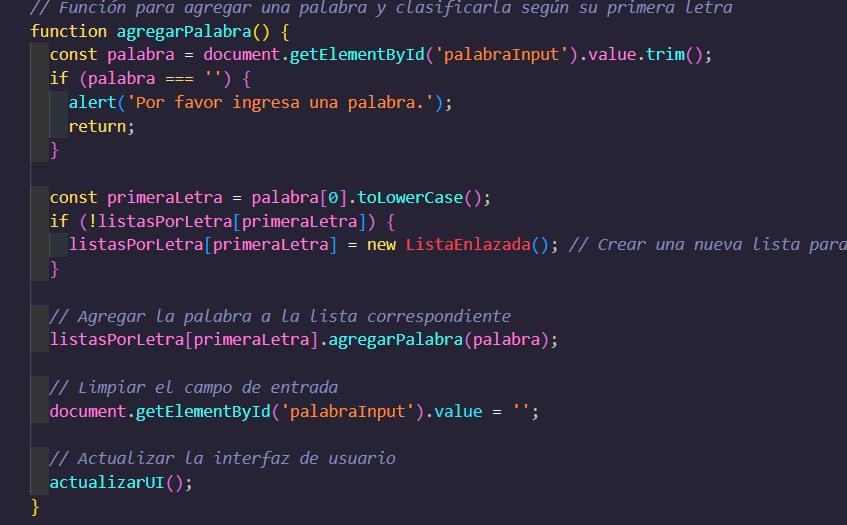 // Función para agregar una palabra y clasificarla según su primera letra
function agregarPalabra() {
const palabra = document.getElementById('palabraInput').value.trim();
if (palabra === '') {
alert('Por favor ingresa una palabra.');
return;
}
const primeraLetra = palabra[0].toLowerCase();
if (!listasPorLetra[primeraLetra]) {
listasPorLetra[primeraLetra] = new ListaEnlazada(); // Crear una nueva lista para
}
// Agregar la palabra a la lista correspondiente
listasPorLetra[primeraLetra].agregarPalabra(palabra);
// Limpiar el campo de entrada
document.getElementById('palabraInput').value = '';
// Actualizar la interfaz de usuario
actualizarUI();
}